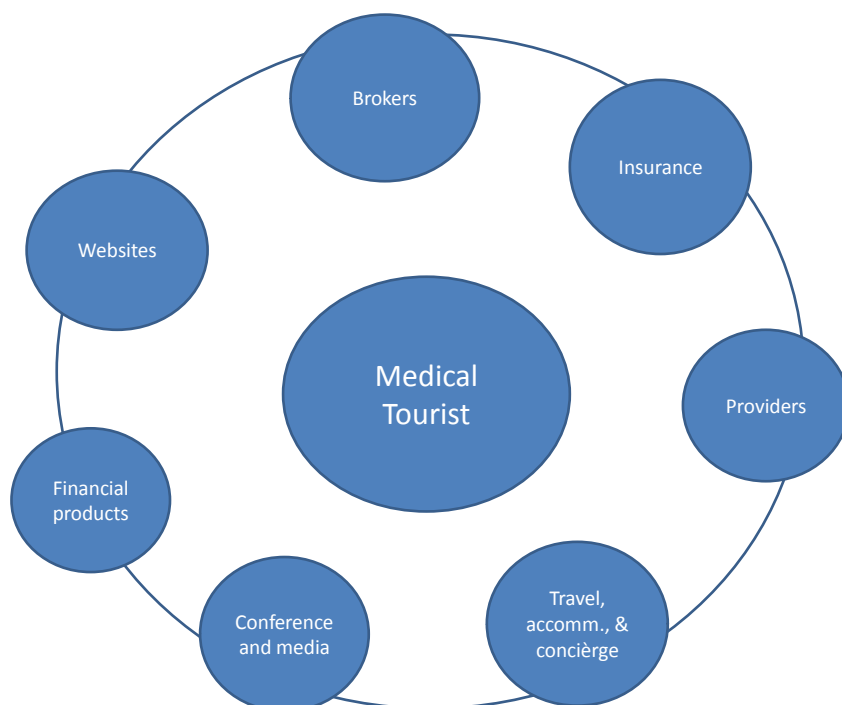 Brokers
Insurance
Websites
Medical
Tourist
Providers
Financial
products
Conference
and media
Travel,
accomm., &
concièrge